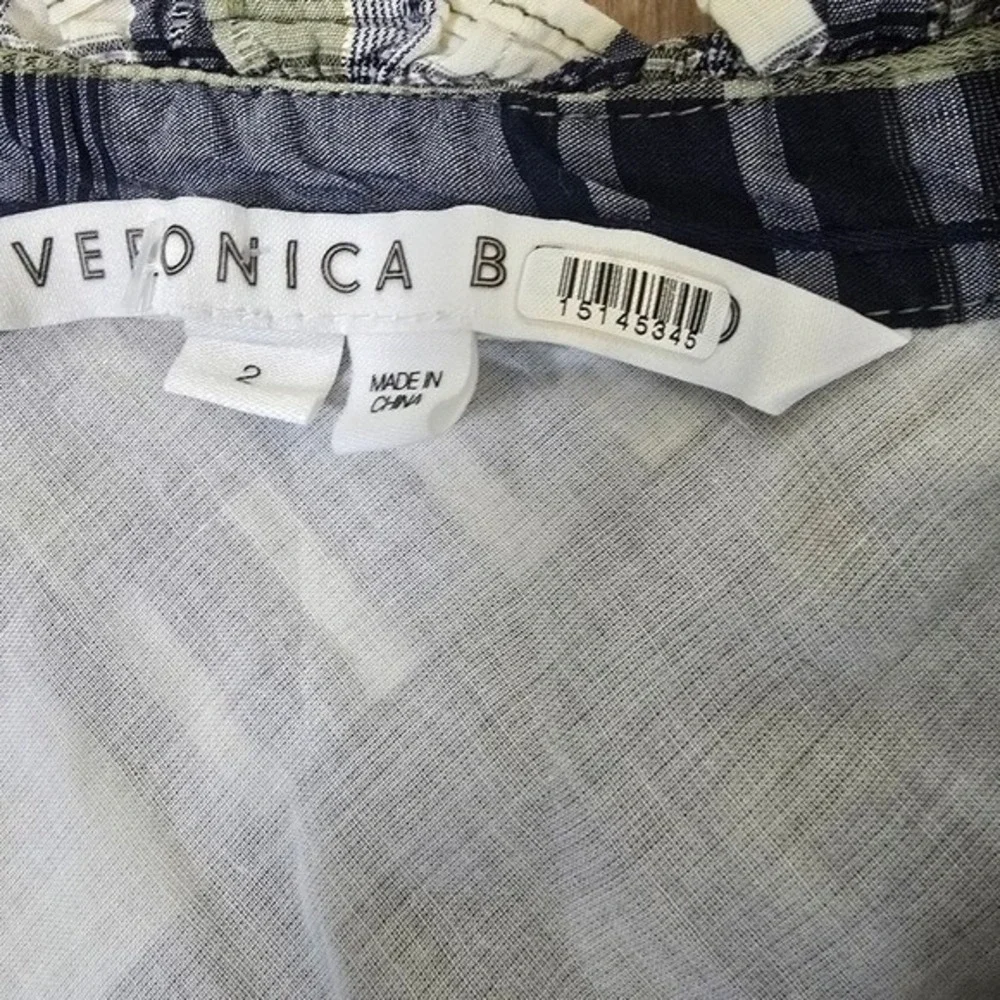 VERONICA B
15145345
2
MADE IN
CHINA